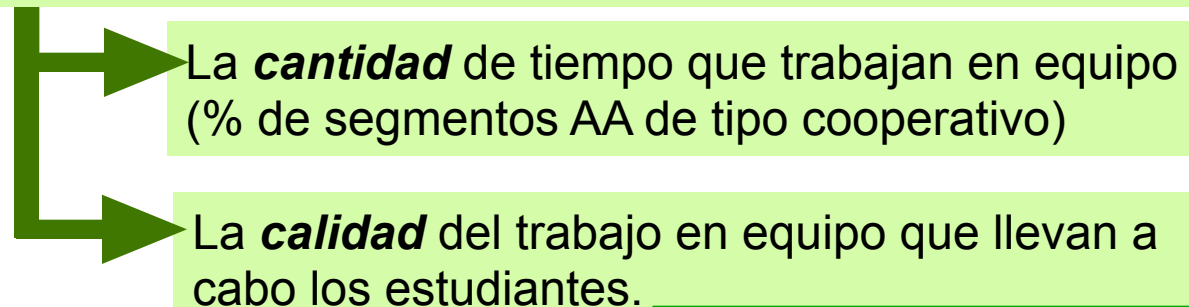 La cantidad de tiempo que trabajan en equipo
(% de segmentos AA de tipo cooperativo)
La calidad del trabajo en equipo que llevan a
cabo los estudiantes.